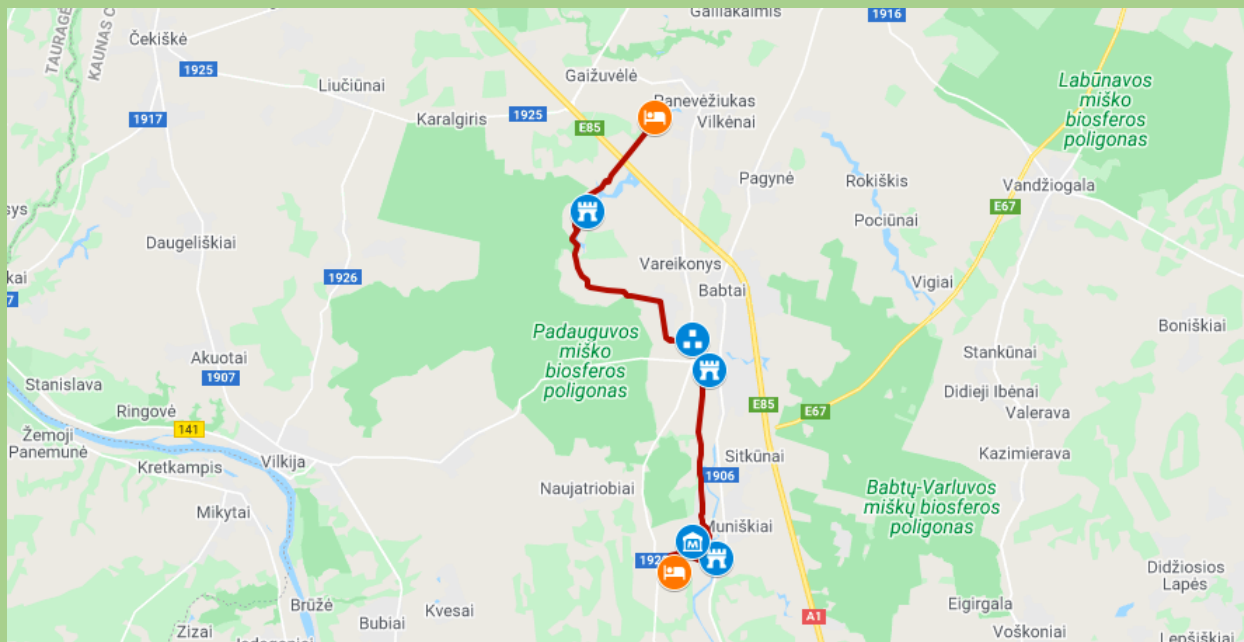 Galilaukis
1916
TAURAGĖ
KAUNAS C
Čekiškė
1925
Liučiūnai
Gaižuvėlė
Panevėžiukas
Vilkėnai
Karalgiris
1925
E85
1917
Labūnavos
miško
biosferos
poligonas
Pagynė
Rokiškis
Vandžiogala
E67
sys
Pociūnai
Daugeliškiai
kai
7
1926
Vareikonys
Babtai
Vigiai
Boniškiai
Padauguvos
miško
biosferos
poligonas
Akuotai
1907
Stankūnai
Stanislava
Ringovė
Didieji Ibėnai
Valerava
E85
E67
141
Žemoji
Panemunė
Kretkampis
Vilkija
Sitkūnai
Kazimierava
1906
Naujatriobiai
Babtų-Varluvos
miškų biosferos
poligonas
Mikytai
Muniškiai
192
Didžiosios
Lapės
Brūžė
Kvesai
Bubiai
Eigirgala
A1
Voškoniai
Zizai